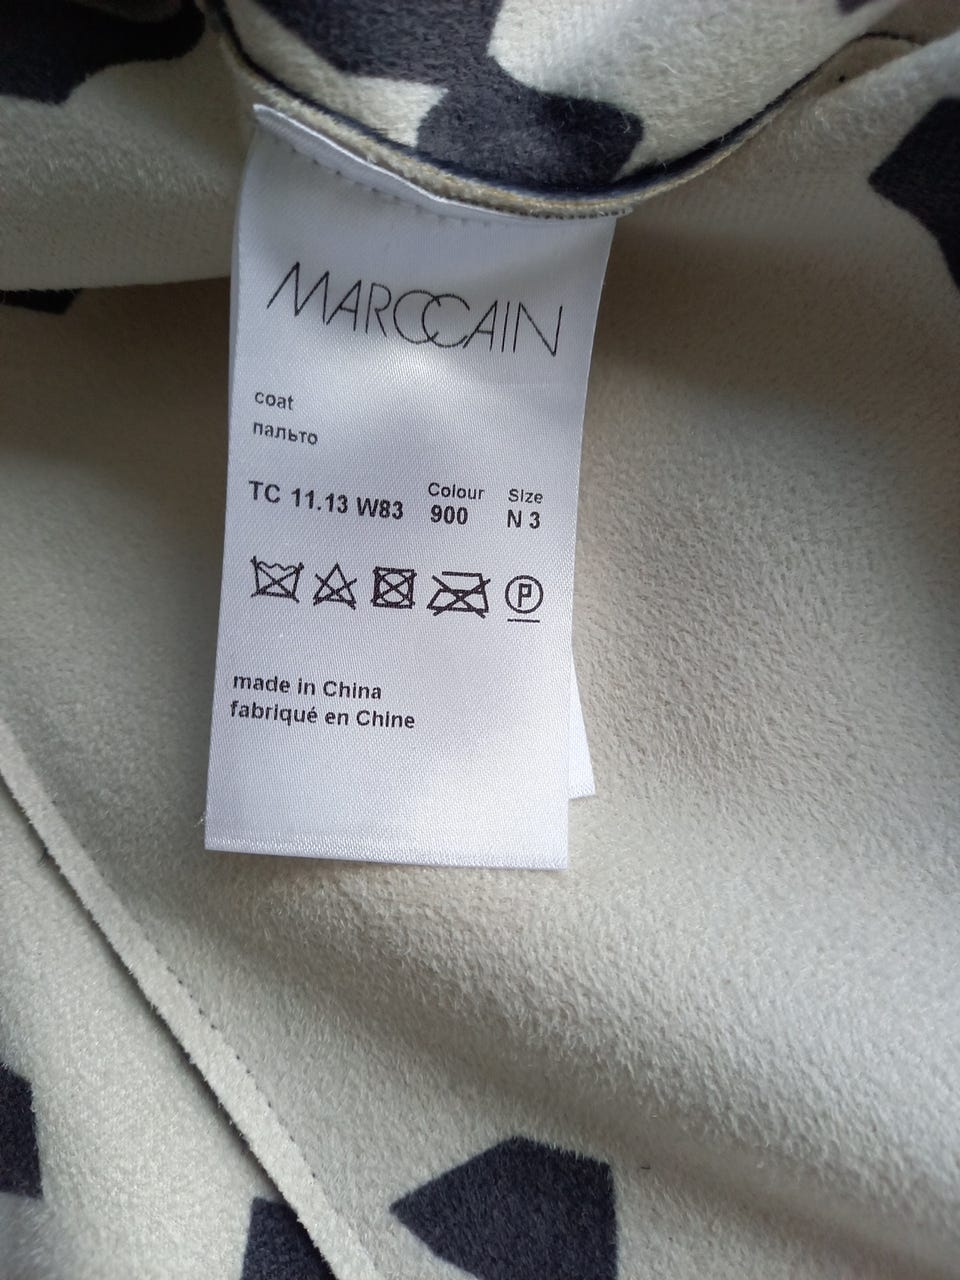 MARCCAIN
coat
пальто
TC 11.13 W83 Colour 900 Size N 3
P
made in China
fabriqué en Chine